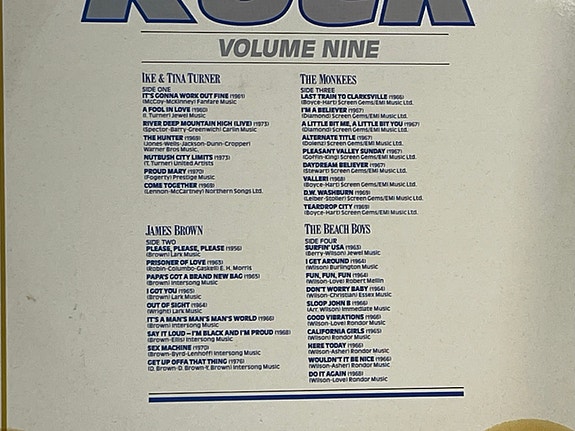 ROCK
VOLUME NINE
IKE & TINA TURNER
SIDE ONE
IT'S GONNA WORK OUT FINE (1961)
(McCoy-McKinney) Fanfare Music
A FOOL IN LOVE (1960)
(I. Turner) Jewel Music
RIVER DEEP MOUNTAIN HIGH (LIVE) (1973)
(Spector-Barry-Greenwich) Carlin Music
THE HUNTER (1968)
(Jones-Wells-Jackson-Dunn-Cropper)
Warner Bros. Music.
NUTBUSH CITY LIMITS (1973)
(T. Turner) United Artists
PROUD MARY (1970)
(Fogerty) Prestige Music
COME TOGETHER (1969)
(Lennon-McCartney) Northern Songs Ltd.
JAMES BROWN
SIDE TWO
PLEASE, PLEASE, PLEASE (1956)
(Brown) Lark Music
PRISONER OF LOVE (1963)
(Robin-Columbo-Gaskell) E. H. Morris
PAPA'S GOT A BRAND NEW BAG (1965)
(Brown) Intersong Music
I GOT YOU (1965)
(Brown) Lark Music
OUT OF SIGHT (1964)
(Wright) Lark Music
IT'S A MAN'S MAN'S MAN'S WORLD (1966)
(Brown) Intersong Music
SAY IT LOUD – I'M BLACK AND I'M PROUD (1968)
(Brown-Ellis) Intersong Music
SEX MACHINE (1970)
(Brown-Byrd-Lenhoff) Intersong Music
GET UP OFFA THAT THING (1976)
(D. Brown-D. Brown-Y. Brown) Intersong Music
THE MONKEES
SIDE THREE
LAST TRAIN TO CLARKSVILLE (1966)
(Boyce-Hart) Screen Gems/EMI Music Ltd.
I'M A BELIEVER (1967)
(Diamond) Screen Gems/EMI Music Ltd.
A LITTLE BIT ME, A LITTLE BIT YOU (1967)
(Diamond) Screen Gems/EMI Music Ltd.
ALTERNATE TITLE (1967)
(Dolenz) Screen Gems/EMI Music Ltd.
PLEASANT VALLEY SUNDAY (1967)
(Goffin-King) Screen Gems/EMI Music Ltd.
DAYDREAM BELIEVER (1967)
(Stewart) Screen Gems/EMI Music Ltd.
VALLERI (1968)
(Boyce-Hart) Screen Gems/EMI Music Ltd.
D.W. WASHBURN (1969)
(Leiber-Stoller) Screen Gems/EMI Music Ltd.
TEARDROP CITY (1969)
(Boyce-Hart) Screen Gems/EMI Music Ltd.
THE BEACH BOYS
SIDE FOUR
SURFIN' USA (1963)
(Berry-Wilson) Jewel Music
I GET AROUND (1964)
(Wilson) Burlington Music
FUN, FUN, FUN (1964)
(Wilson-Love) Robert Mellin
DON'T WORRY BABY (1964)
(Wilson-Christian) Essex Music
SLOOP JOHN B (1966)
(Arr. Wilson) Immediate Music
GOOD VIBRATIONS (1966)
(Wilson-Love) Rondor Music
CALIFORNIA GIRLS (1965)
(Wilson) Rondor Music
HERE TODAY (1966)
(Wilson-Asher) Rondor Music
WOULDN'T IT BE NICE (1966)
(Wilson-Asher) Rondor Music
DO IT AGAIN (1968)
(Wilson-Love) Rondor Music